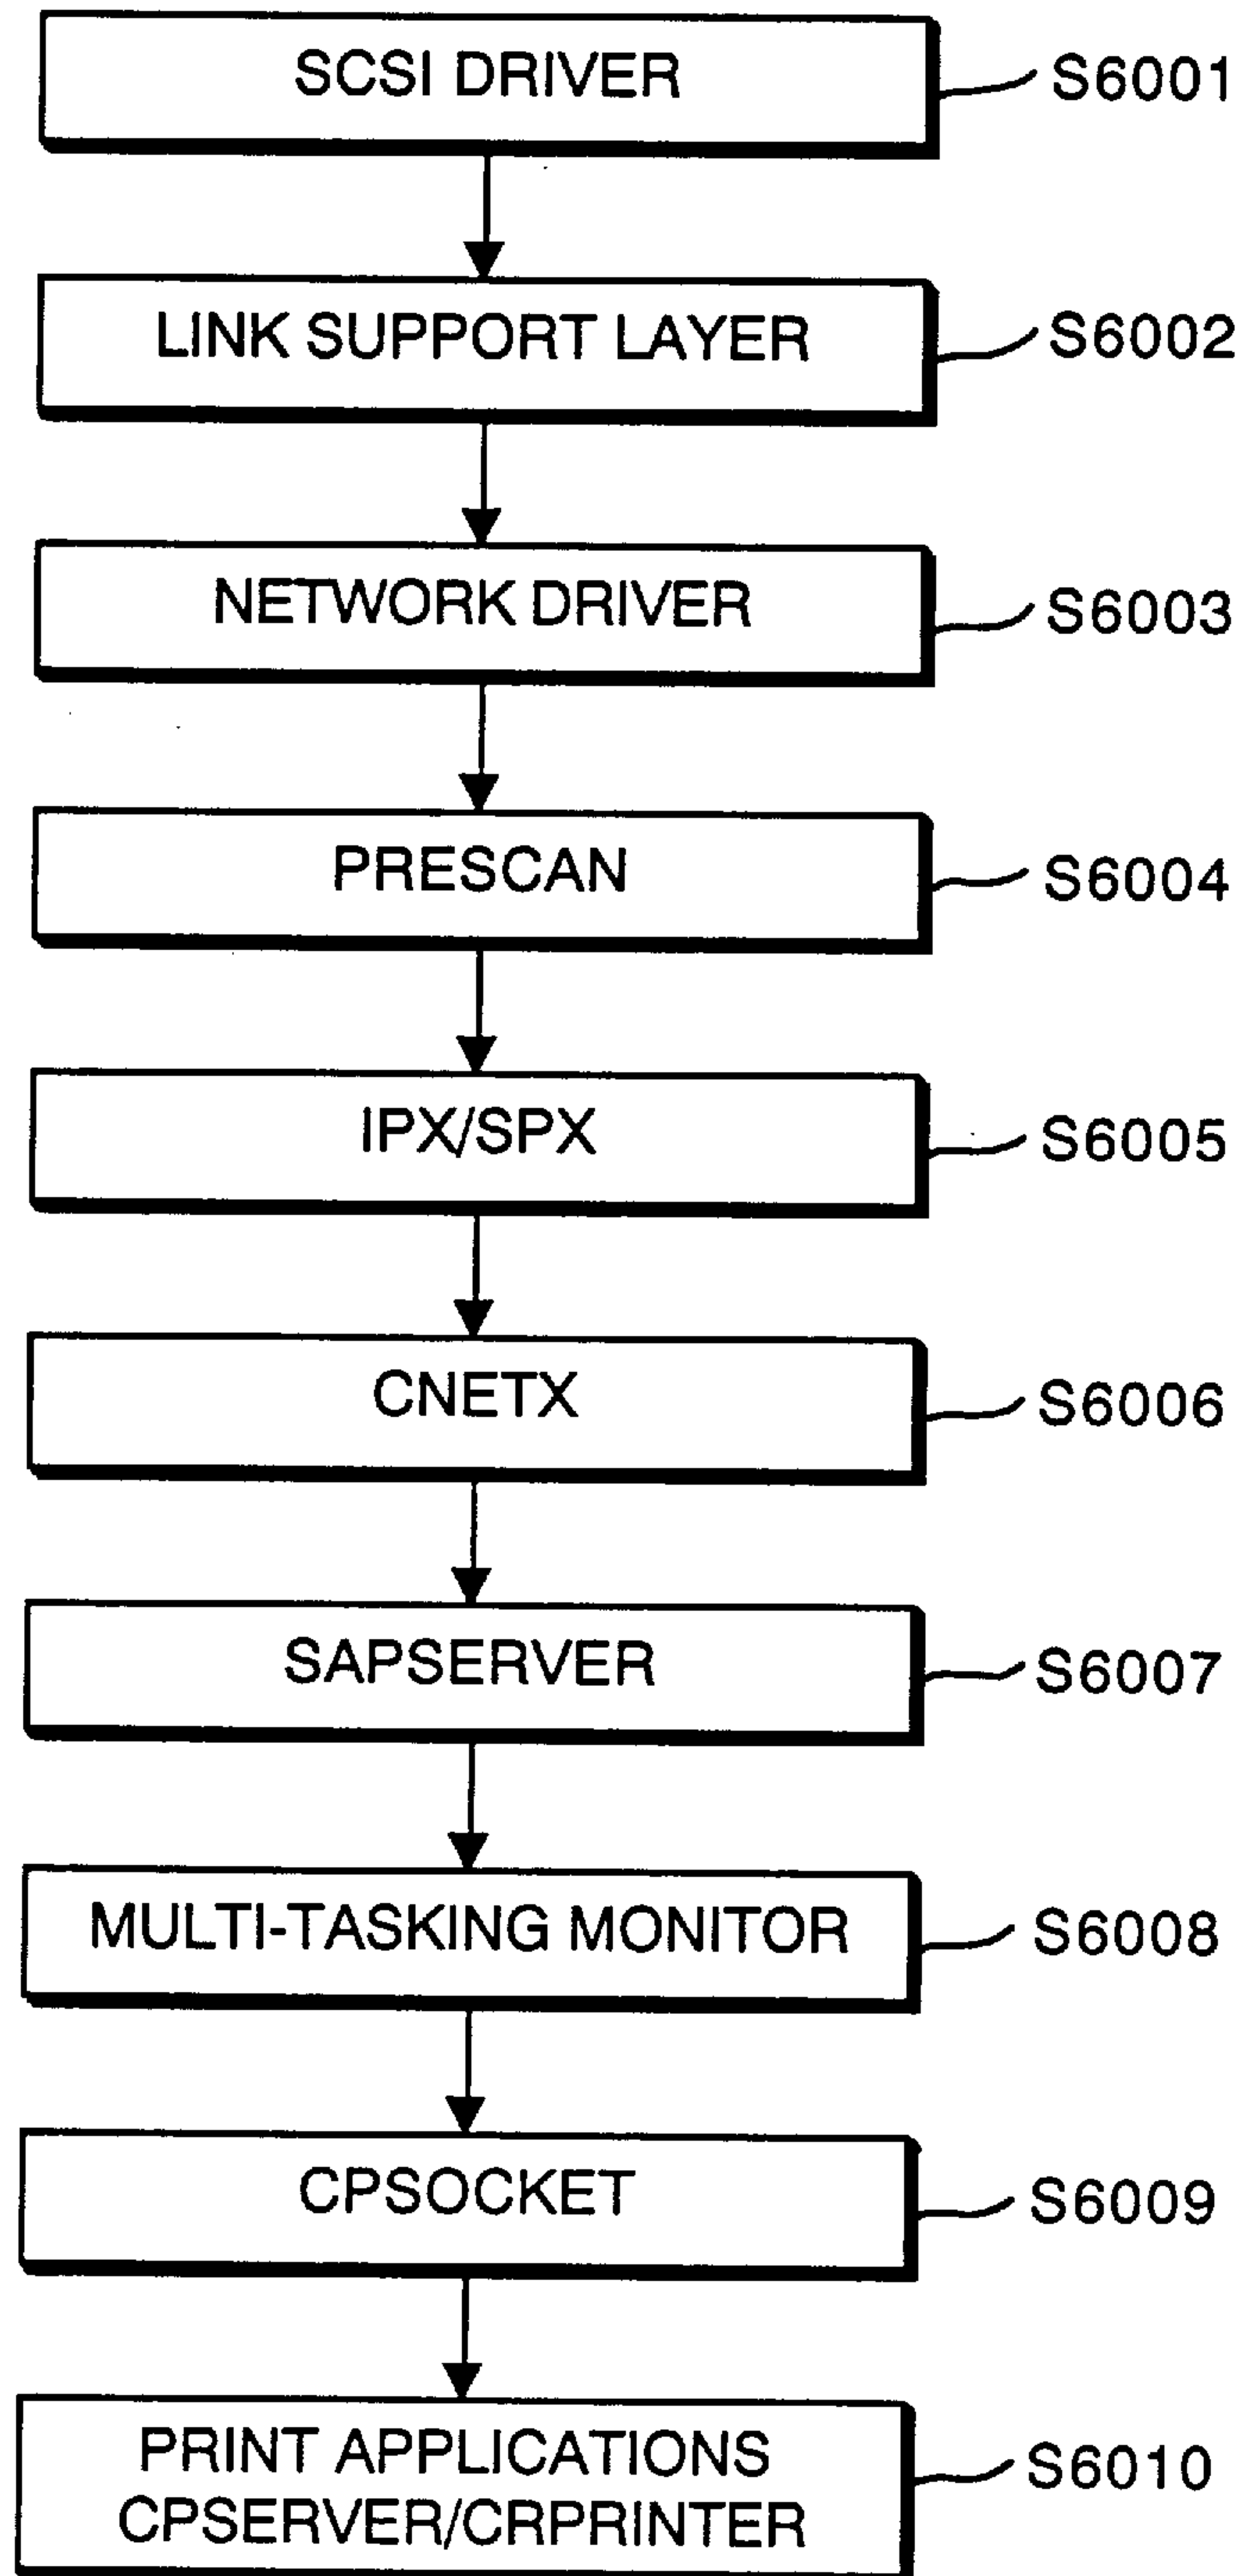 SCSI DRIVER
S6001
LINK SUPPORT LAYER
S6002
NETWORK DRIVER
S6003
PRESCAN
S6004
IPX/SPX
S6005
CNETX
S6006
SAPSERVER
S6007
MULTI-TASKING MONITOR
S6008
CPSOCKET
S6009
PRINT APPLICATIONS
CPSERVER/CRPRINTER
S6010